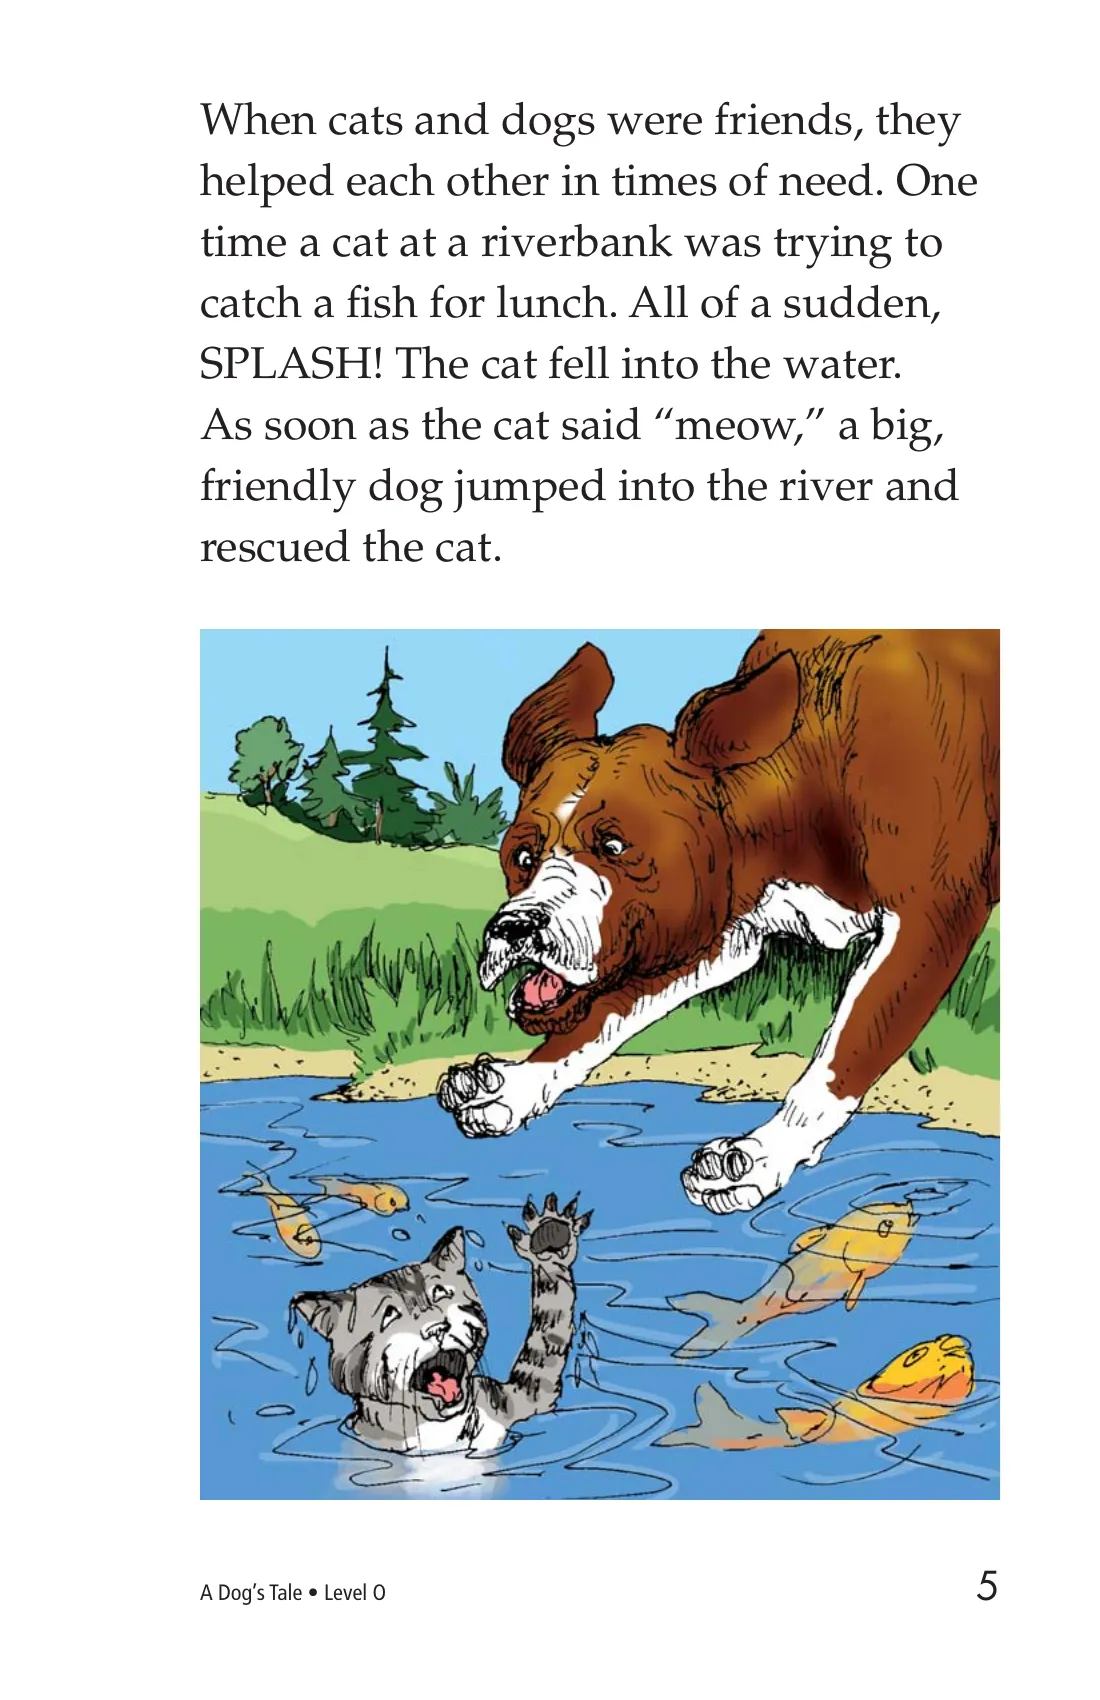 When cats and dogs were friends, they
helped each other in times of need. One
time a cat at a riverbank was trying to
catch a fish for lunch. All of a sudden,
SPLASH! The cat fell into the water.
As soon as the cat said “meow,” a big,
friendly dog jumped into the river and
rescued the cat.
A Dog’s Tale • Level O
5